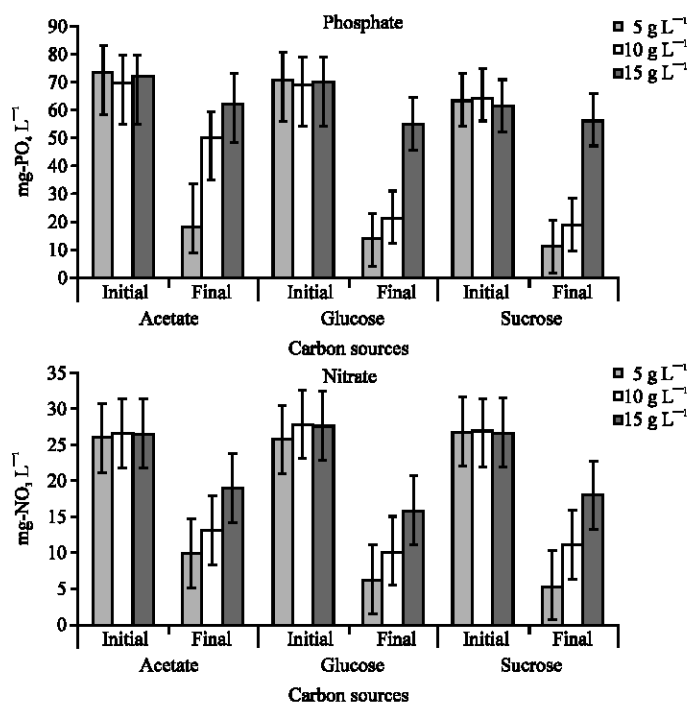 Phosphate
5 g L⁻¹
10 g L⁻¹
15 g L⁻¹
mg-PO₄ L⁻¹
90
80
70
60
50
40
30
20
10
0
Initial Final Initial Final Initial Final
Acetate Glucose Sucrose
Carbon sources
Nitrate
5 g L⁻¹
10 g L⁻¹
15 g L⁻¹
mg-NO₃ L⁻¹
35
30
25
20
15
10
5
0
Initial Final Initial Final Initial Final
Acetate Glucose Sucrose
Carbon sources